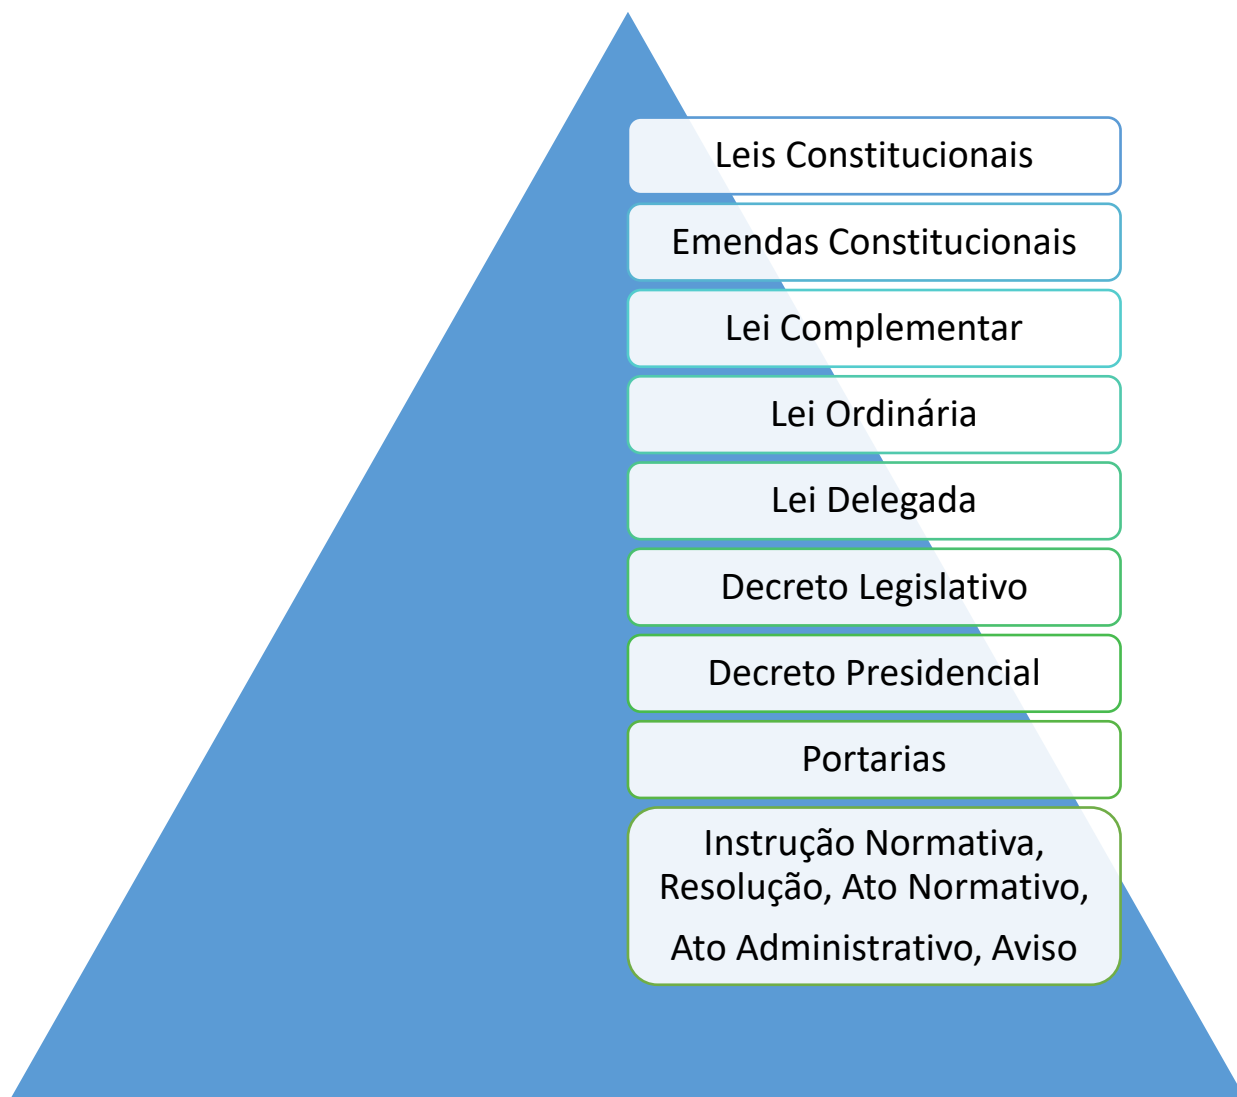 Leis Constitucionais
Emendas Constitucionais
Lei Complementar
Lei Ordinária
Lei Delegada
Decreto Legislativo
Decreto Presidencial
Portarias
Instrução Normativa,
Resolução, Ato Normativo,
Ato Administrativo, Aviso